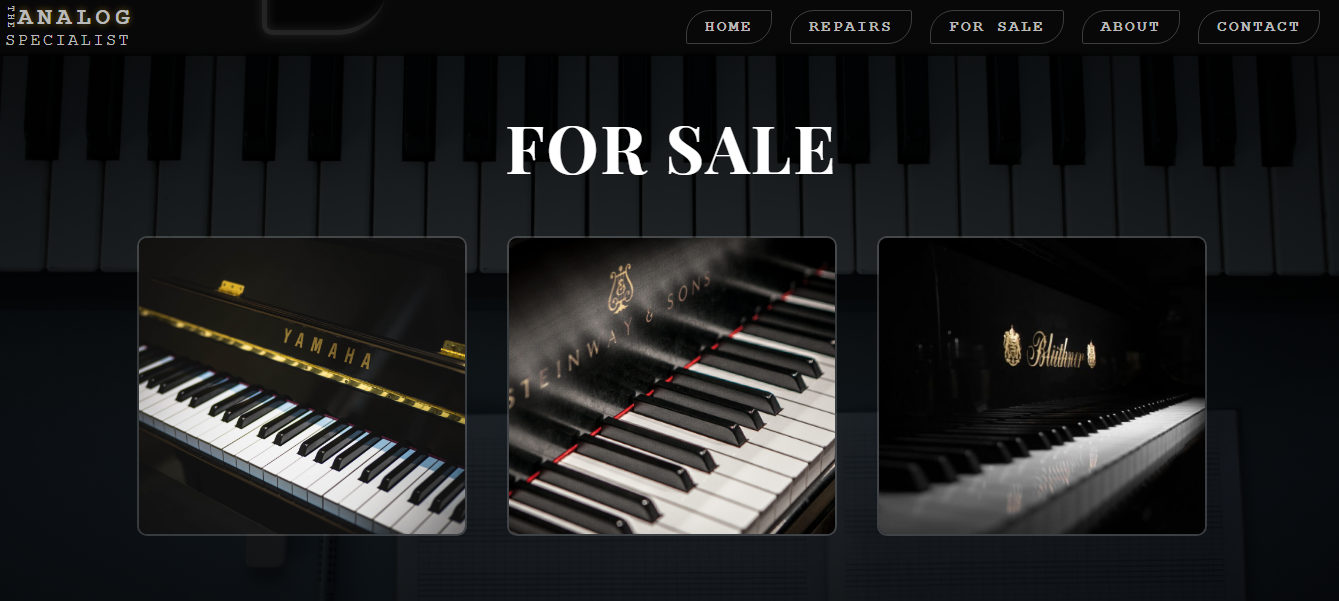 THE
ANALOG
SPECIALIST
HOME
REPAIRS
FOR SALE
ABOUT
CONTACT
FOR SALE
YAMAHA
STEINWAY & SONS
Blüthner